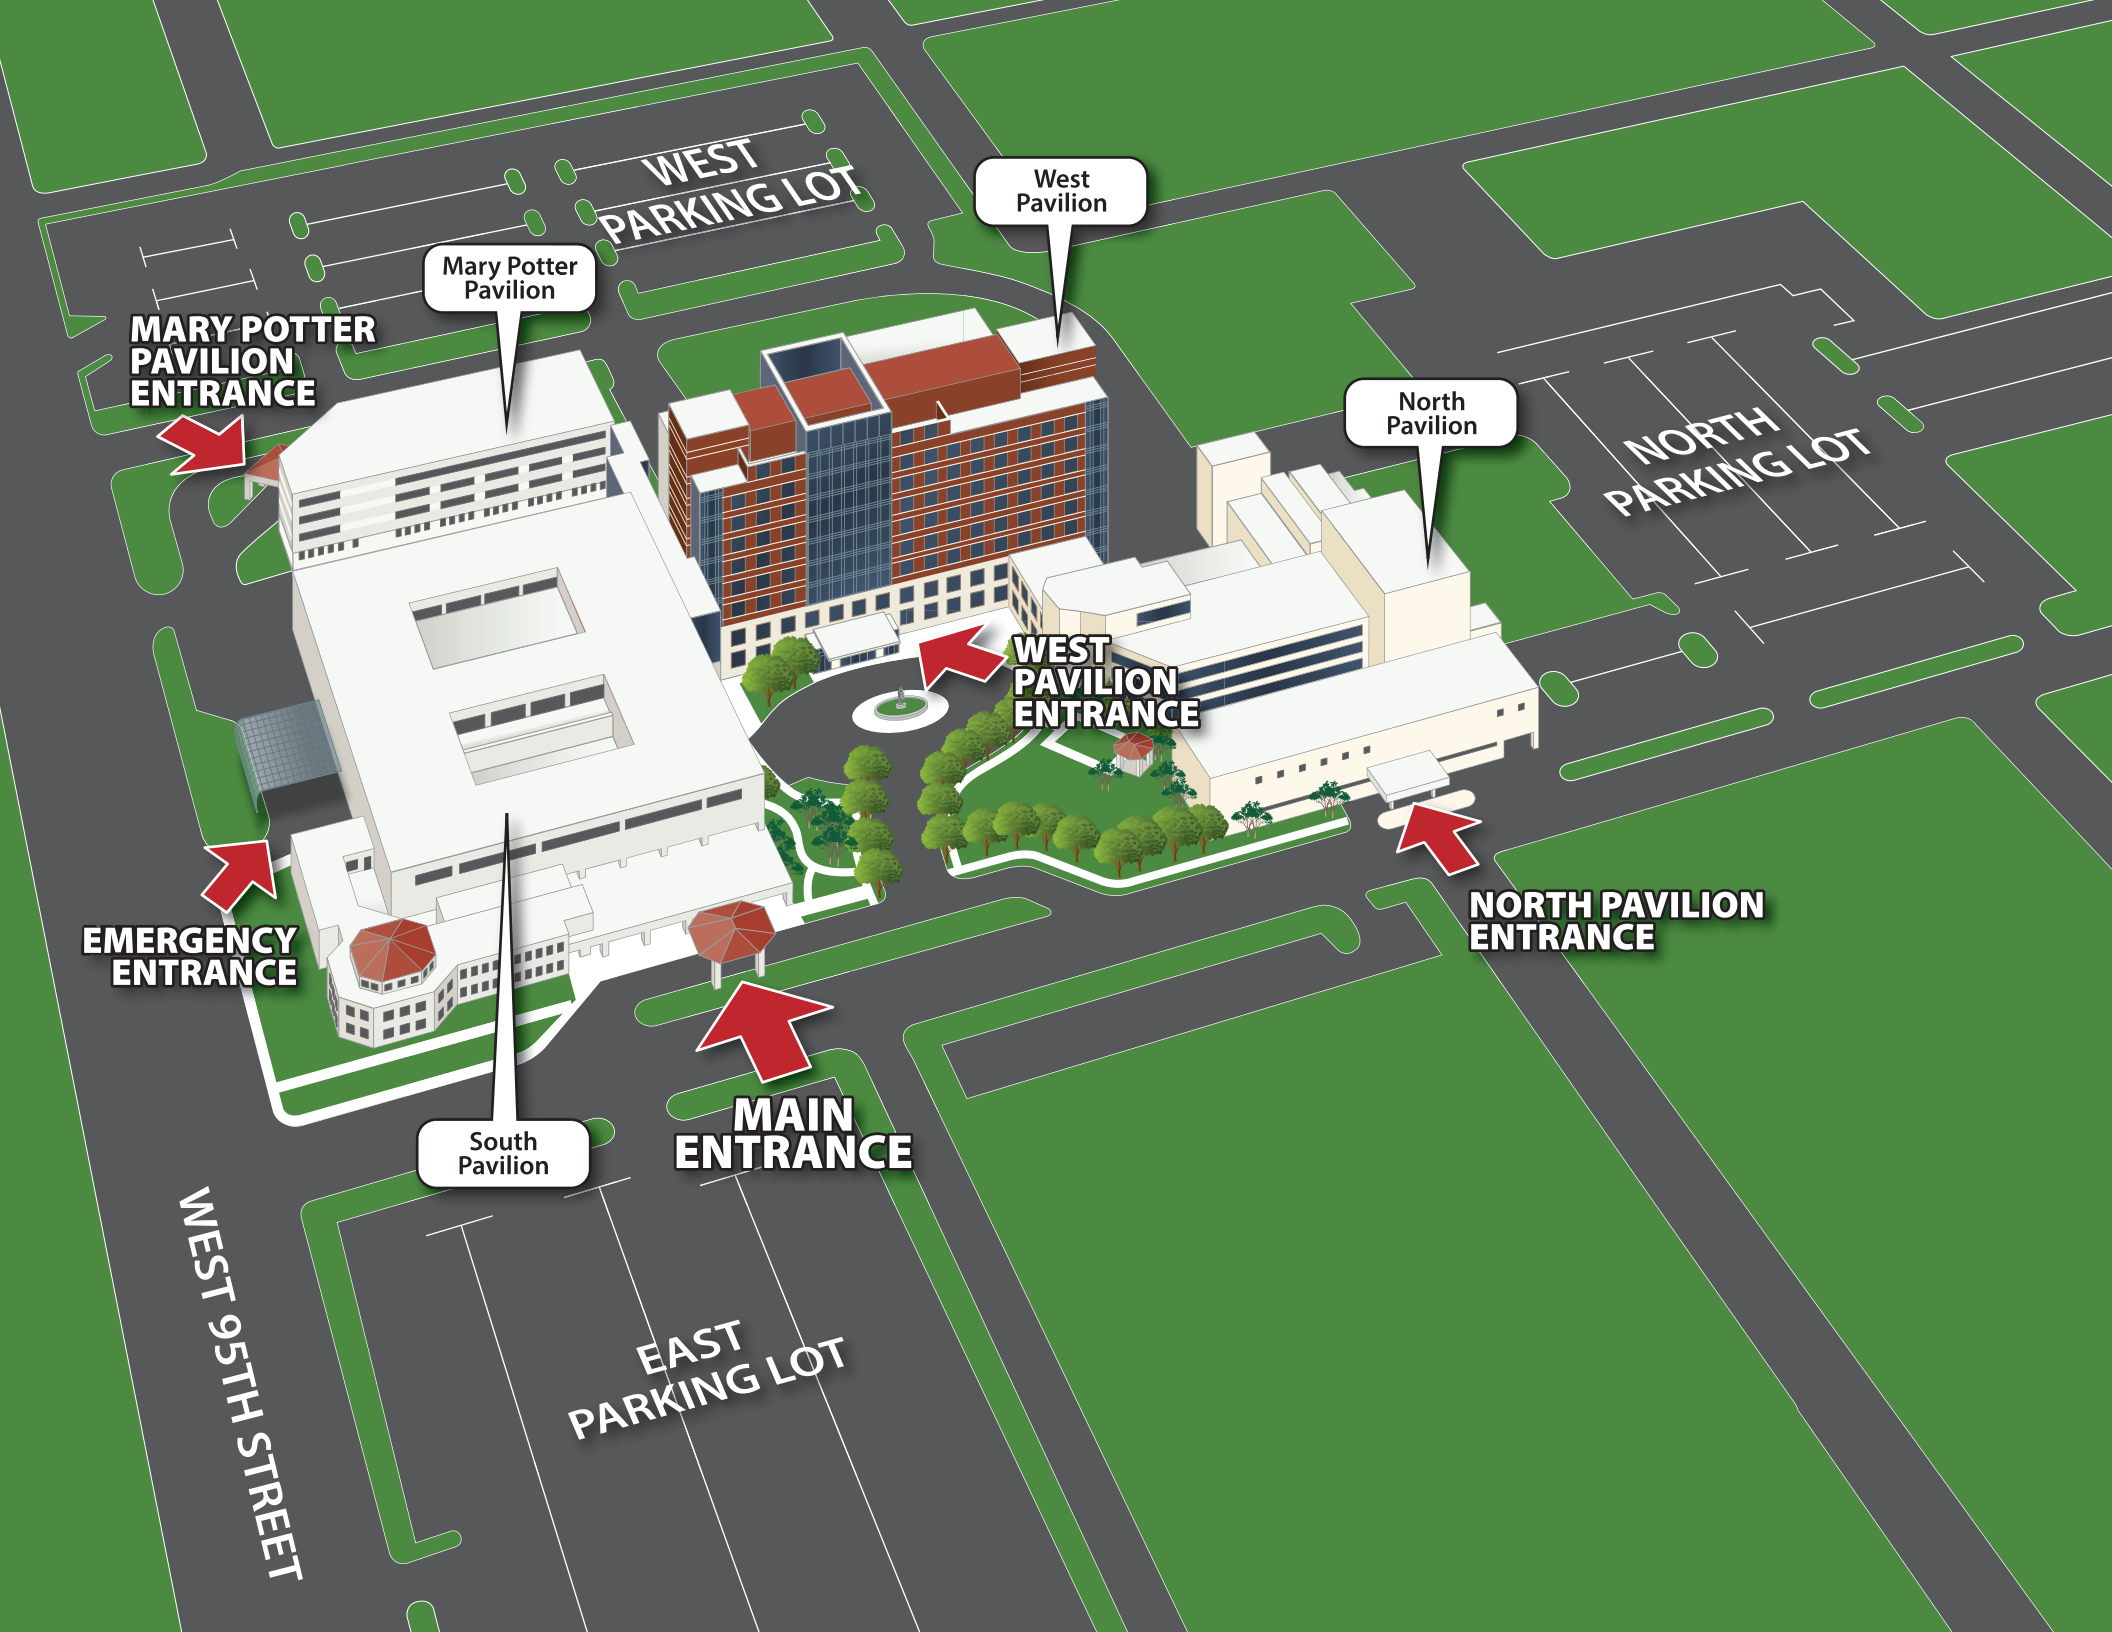 WEST
PARKING LOT
West
Pavilion
Mary Potter
Pavilion
MARY POTTER
PAVILION
ENTRANCE
North
Pavilion
NORTH
PARKING LOT
WEST
PAVILION
ENTRANCE
NORTH PAVILION
ENTRANCE
EMERGENCY
ENTRANCE
MAIN
ENTRANCE
South
Pavilion
WEST 95TH STREET
EAST
PARKING LOT